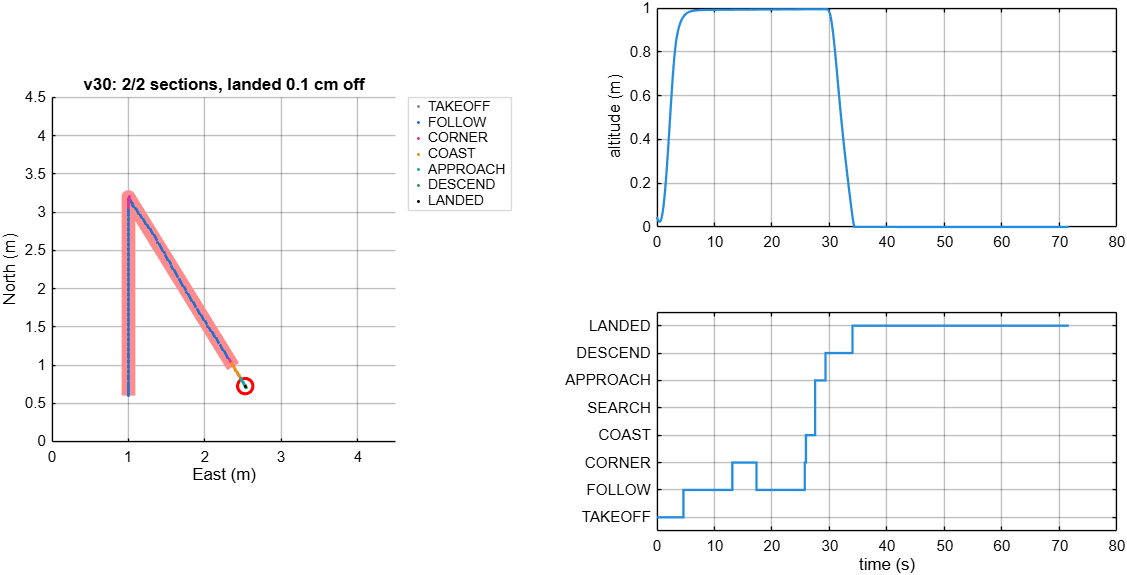 v30: 2/2 sections, landed 0.1 cm off
4.5
4
3.5
3
2.5
2
1.5
1
0.5
0
North (m)
0 1 2 3 4
East (m)
TAKEOFF
FOLLOW
CORNER
COAST
APPROACH
DESCEND
LANDED
1
0.8
0.6
0.4
0.2
0
altitude (m)
0 10 20 30 40 50 60 70 80
LANDED
DESCEND
APPROACH
SEARCH
COAST
CORNER
FOLLOW
TAKEOFF
0 10 20 30 40 50 60 70 80
time (s)